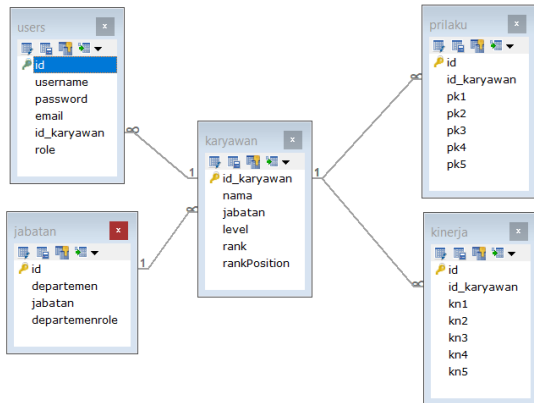 users
x
id
username
password
email
id_karyawan
role
karyawan
x
id_karyawan
nama
jabatan
level
rank
rankPosition
jabatan
x
id
departemen
jabatan
departemenrole
prilaku
x
id
id_karyawan
pk1
pk2
pk3
pk4
pk5
kinerja
x
id
id_karyawan
kn1
kn2
kn3
kn4
kn5
∞
1
1
∞
1
∞
∞